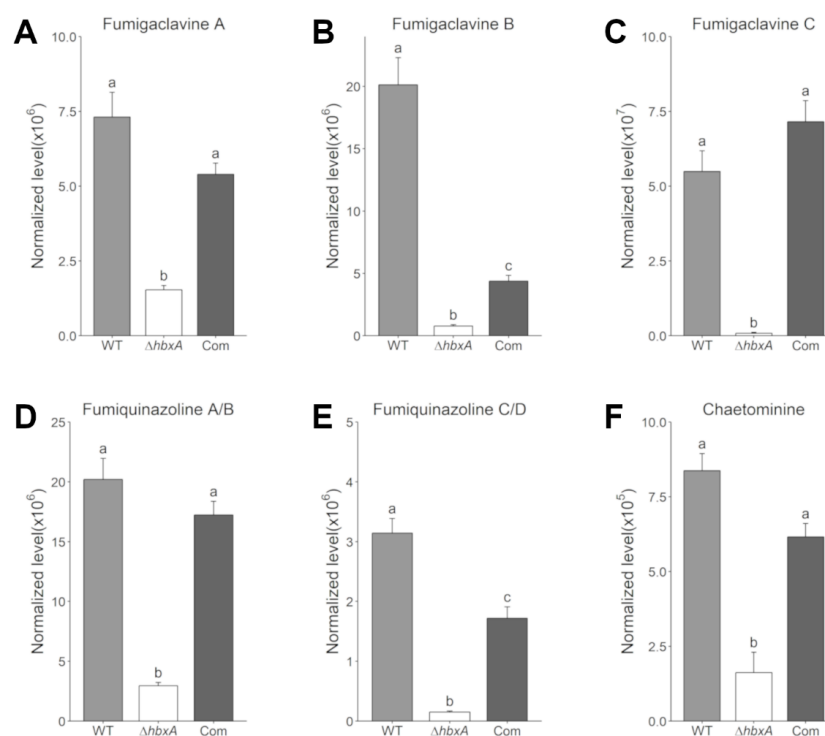 A
Fumigaclavine A
Normalized level(x10⁶)
10.0
7.5
5.0
2.5
0.0
a
b
a
WT
ΔhbxA
Com
B
Fumigaclavine B
Normalized level(x10⁶)
20
15
10
5
0
a
b
c
WT
ΔhbxA
Com
C
Fumigaclavine C
Normalized level(x10⁷)
10.0
7.5
5.0
2.5
0.0
a
b
a
WT
ΔhbxA
Com
D
Fumiquinazoline A/B
Normalized level(x10⁶)
25
20
15
10
5
0
a
b
a
WT
ΔhbxA
Com
E
Fumiquinazoline C/D
Normalized level(x10⁶)
5
4
3
2
1
0
a
b
c
WT
ΔhbxA
Com
F
Chaetominine
Normalized level(x10⁵)
10.0
7.5
5.0
2.5
0.0
a
b
a
WT
ΔhbxA
Com